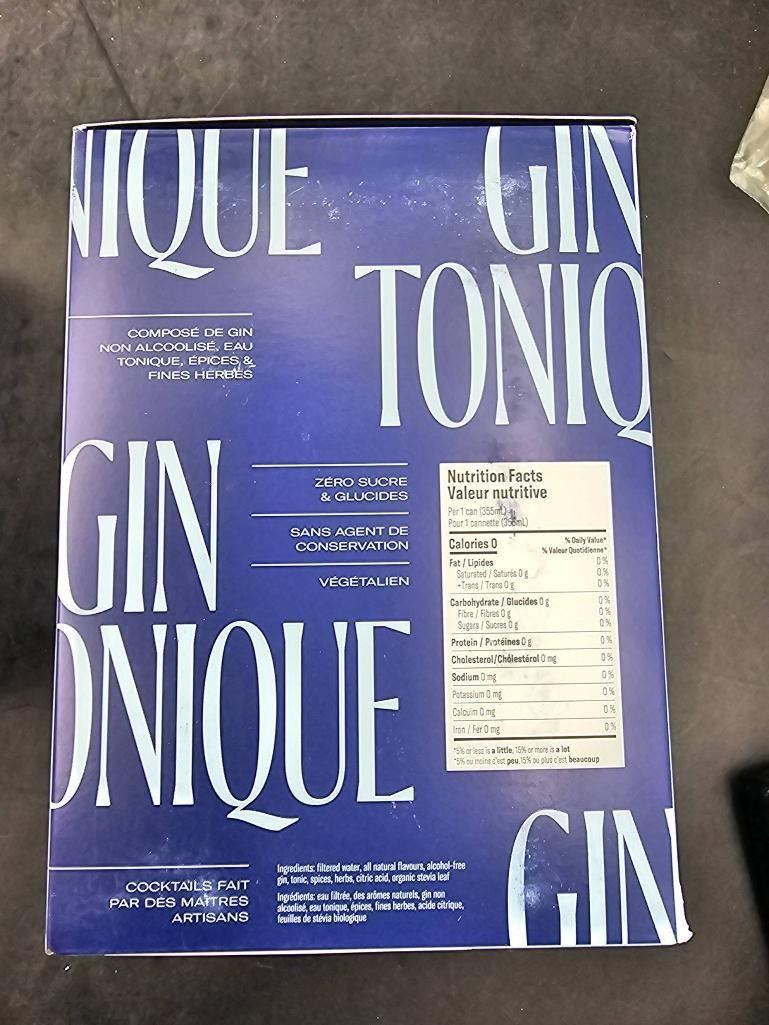 NIQUE
GIN
TONIQ
COMPOSÉ DE GIN
NON ALCOOLISÉ, EAU
TONIQUE, ÉPICES &
FINES HERBES
GIN
ONIQUE
ZÉRO SUCRE
& GLUCIDES
SANS AGENT DE
CONSERVATION
VÉGÉTALIEN
Nutrition Facts
Valeur nutritive
Per 1 can (355mL)
Pour 1 cannette (355mL)
Calories 0
% Daily Value*
% Valeur Quotidienne*
Fat / Lipides 0 %
Saturated / Saturés 0 g 0 %
+Trans / Trans 0 g 0 %
Carbohydrate / Glucides 0 g 0 %
Fibre / Fibres 0 g 0 %
Sugars / Sucres 0 g 0 %
Protein / Protéines 0 g 0 %
Cholesterol/Chólestérol 0 mg 0 %
Sodium 0 mg 0 %
Potassium 0 mg 0 %
Calcuim 0 mg 0 %
Iron / Fer 0 mg 0 %
*5% or less is a little, 15% or more is a lot
*5% ou moins c'est peu, 15% ou plus c'est beaucoup
GIN
COCKTAILS FAIT
PAR DES MAÎTRES
ARTISANS
Ingredients: filtered water, all natural flavours, alcohol-free
gin, tonic, spices, herbs, citric acid, organic stevia leaf
Ingrédients: eau filtrée, des arômes naturels, gin non
alcoolisé, eau tonique, épices, fines herbes, acide citrique,
feuilles de stévia biologique